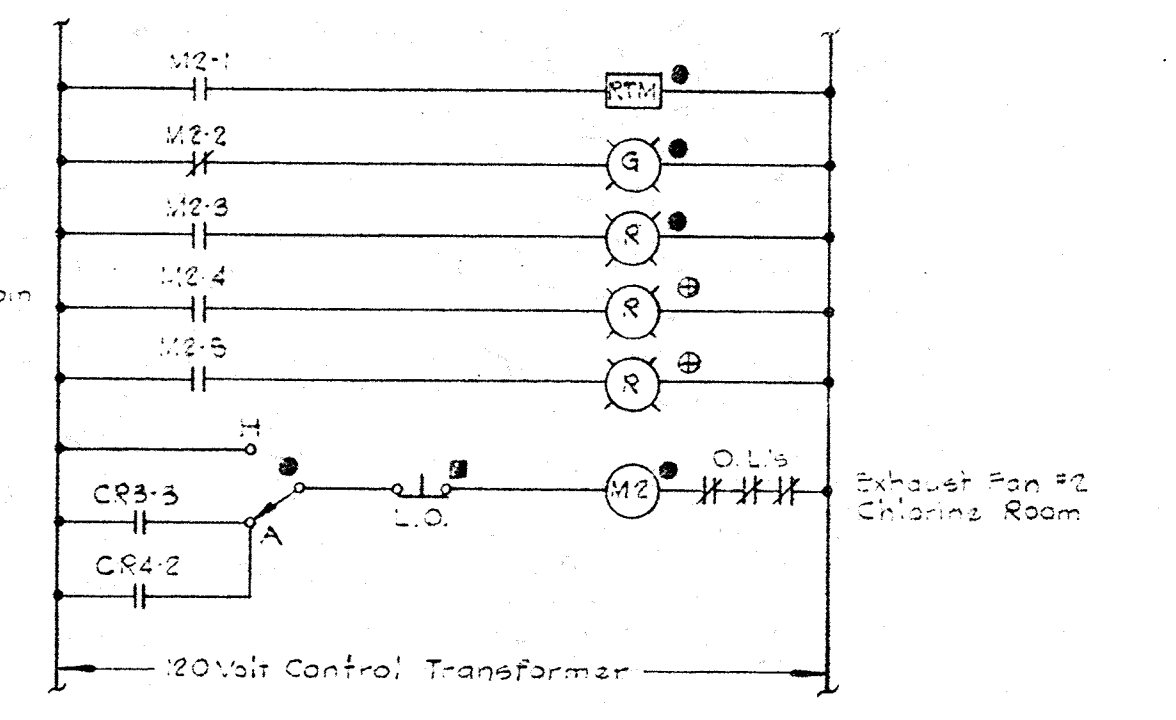 M2-1
RTM
M2-2
G
M2-3
R
M2-4
R
M2-5
R
H
CR3-3
A
L.O.
M2
O.L.'s
Exhaust Fan #2
Chlorine Room
CR4-2
120 Volt Control Transformer